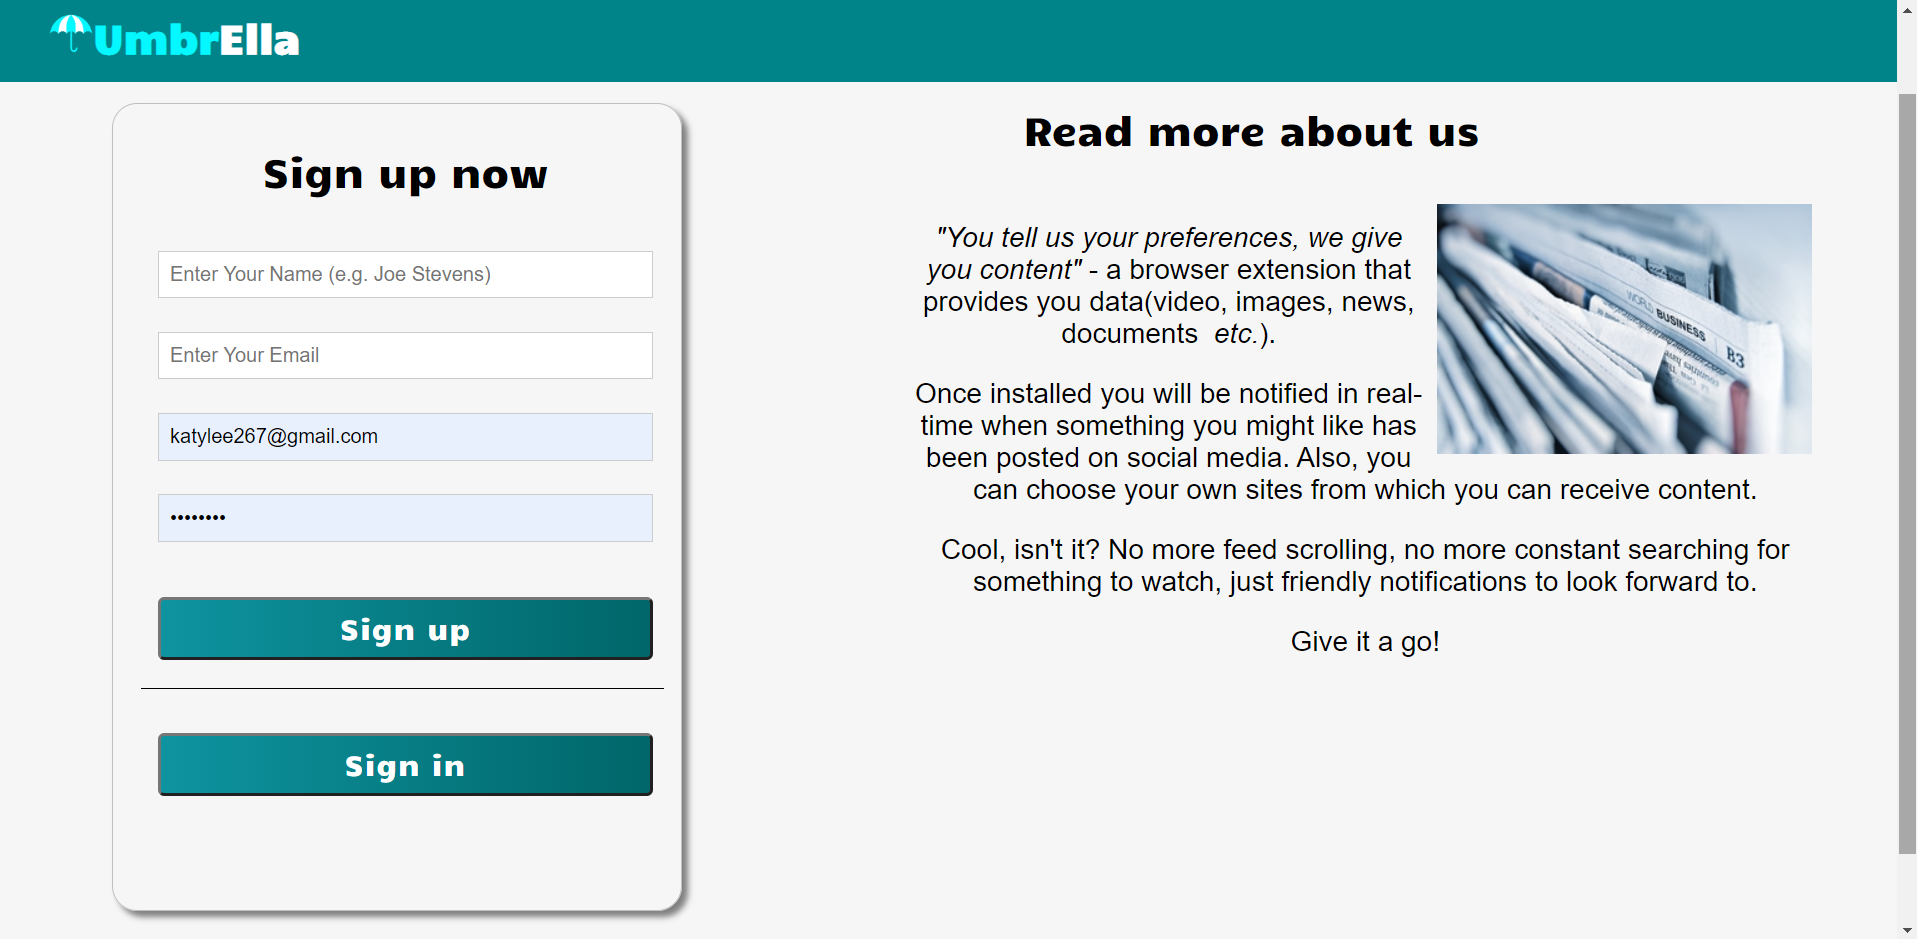 UmbrElla
Sign up now
Enter Your Name (e.g. Joe Stevens)
Enter Your Email
katylee267@gmail.com
••••••••
Sign up
Sign in
Read more about us
"You tell us your preferences, we give
you content" - a browser extension that
provides you data(video, images, news,
documents  etc.).
Once installed you will be notified in real-
time when something you might like has
been posted on social media. Also, you
can choose your own sites from which you can receive content.
Cool, isn't it? No more feed scrolling, no more constant searching for
something to watch, just friendly notifications to look forward to.
Give it a go!
WORLD BUSINESS
B3